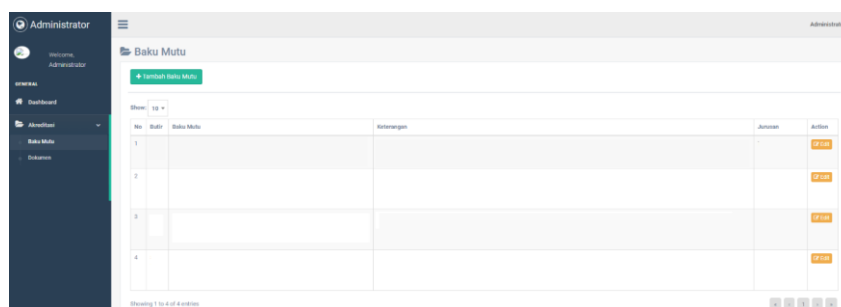 Administrator
Administrat
Welcome,
Administrator
Baku Mutu
+ Tambah Baku Mutu
GENERAL
Dashboard
Akreditasi
Baku Mutu
Dokumen
Show: 10
No Butir Baku Mutu Keterangan Jurusan Action
1 - Edit
2 Edit
3 Edit
4 Edit
Showing 1 to 4 of 4 entries
« < 1 > »